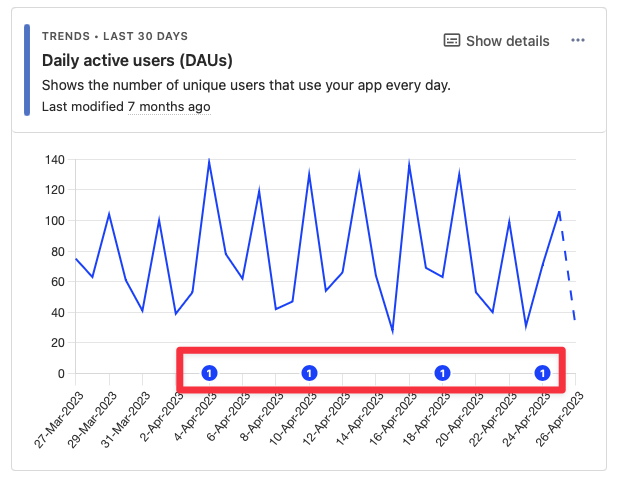 TRENDS • LAST 30 DAYS
Show details
Daily active users (DAUs)
Shows the number of unique users that use your app every day.
Last modified 7 months ago
140
120
100
80
60
40
20
0
1
1
1
1
27-Mar-2023
29-Mar-2023
31-Mar-2023
2-Apr-2023
4-Apr-2023
6-Apr-2023
8-Apr-2023
10-Apr-2023
12-Apr-2023
14-Apr-2023
16-Apr-2023
18-Apr-2023
20-Apr-2023
22-Apr-2023
24-Apr-2023
26-Apr-2023